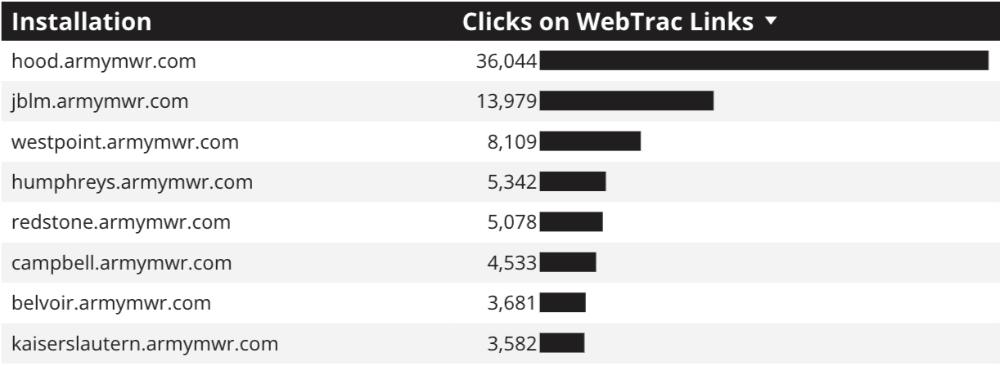 Installation Clicks on WebTrac Links
hood.armymwr.com 36,044
jblm.armymwr.com 13,979
westpoint.armymwr.com 8,109
humphreys.armymwr.com 5,342
redstone.armymwr.com 5,078
campbell.armymwr.com 4,533
belvoir.armymwr.com 3,681
kaiserslautern.armymwr.com 3,582